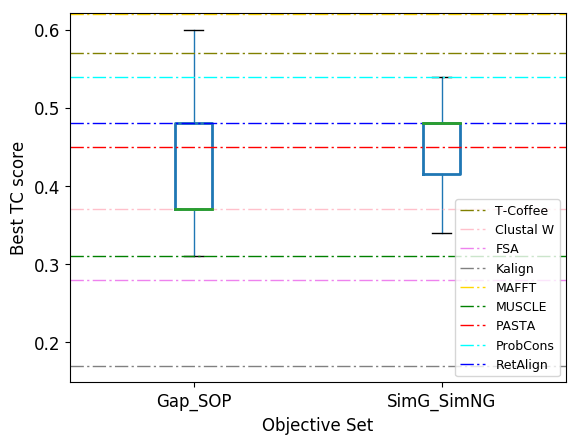 0.6
0.5
0.4
0.3
0.2
Best TC score
T-Coffee
Clustal W
FSA
Kalign
MAFFT
MUSCLE
PASTA
ProbCons
RetAlign
Gap_SOP
SimG_SimNG
Objective Set